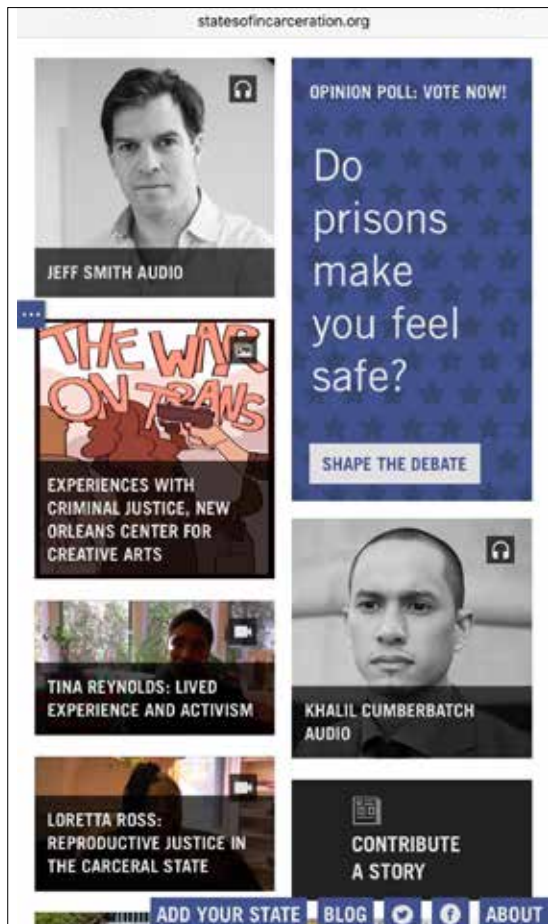 statesofincarceration.org
JEFF SMITH AUDIO
OPINION POLL: VOTE NOW!
Do
prisons
make
you feel
safe?
SHAPE THE DEBATE
THE WAR
ON TRANS
EXPERIENCES WITH
CRIMINAL JUSTICE, NEW
ORLEANS CENTER FOR
CREATIVE ARTS
TINA REYNOLDS: LIVED
EXPERIENCE AND ACTIVISM
KHALIL CUMBERBATCH
AUDIO
LORETTA ROSS:
REPRODUCTIVE JUSTICE IN
THE CARCERAL STATE
CONTRIBUTE
A STORY
ADD YOUR STATE BLOG ABOUT